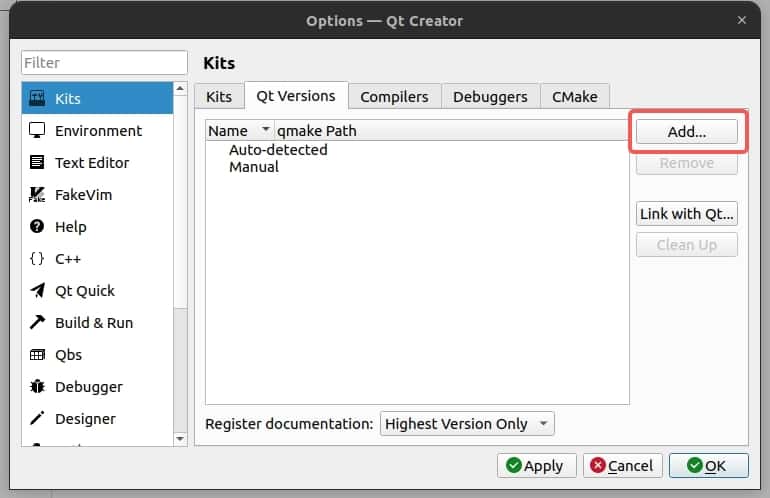 Options — Qt Creator
Filter
Kits
Environment
Text Editor
FakeVim
Help
C++
Qt Quick
Build & Run
Qbs
Debugger
Designer
Kits
Kits Qt Versions Compilers Debuggers CMake
Name qmake Path
Auto-detected
Manual
Add...
Remove
Link with Qt...
Clean Up
Register documentation: Highest Version Only
Apply Cancel OK